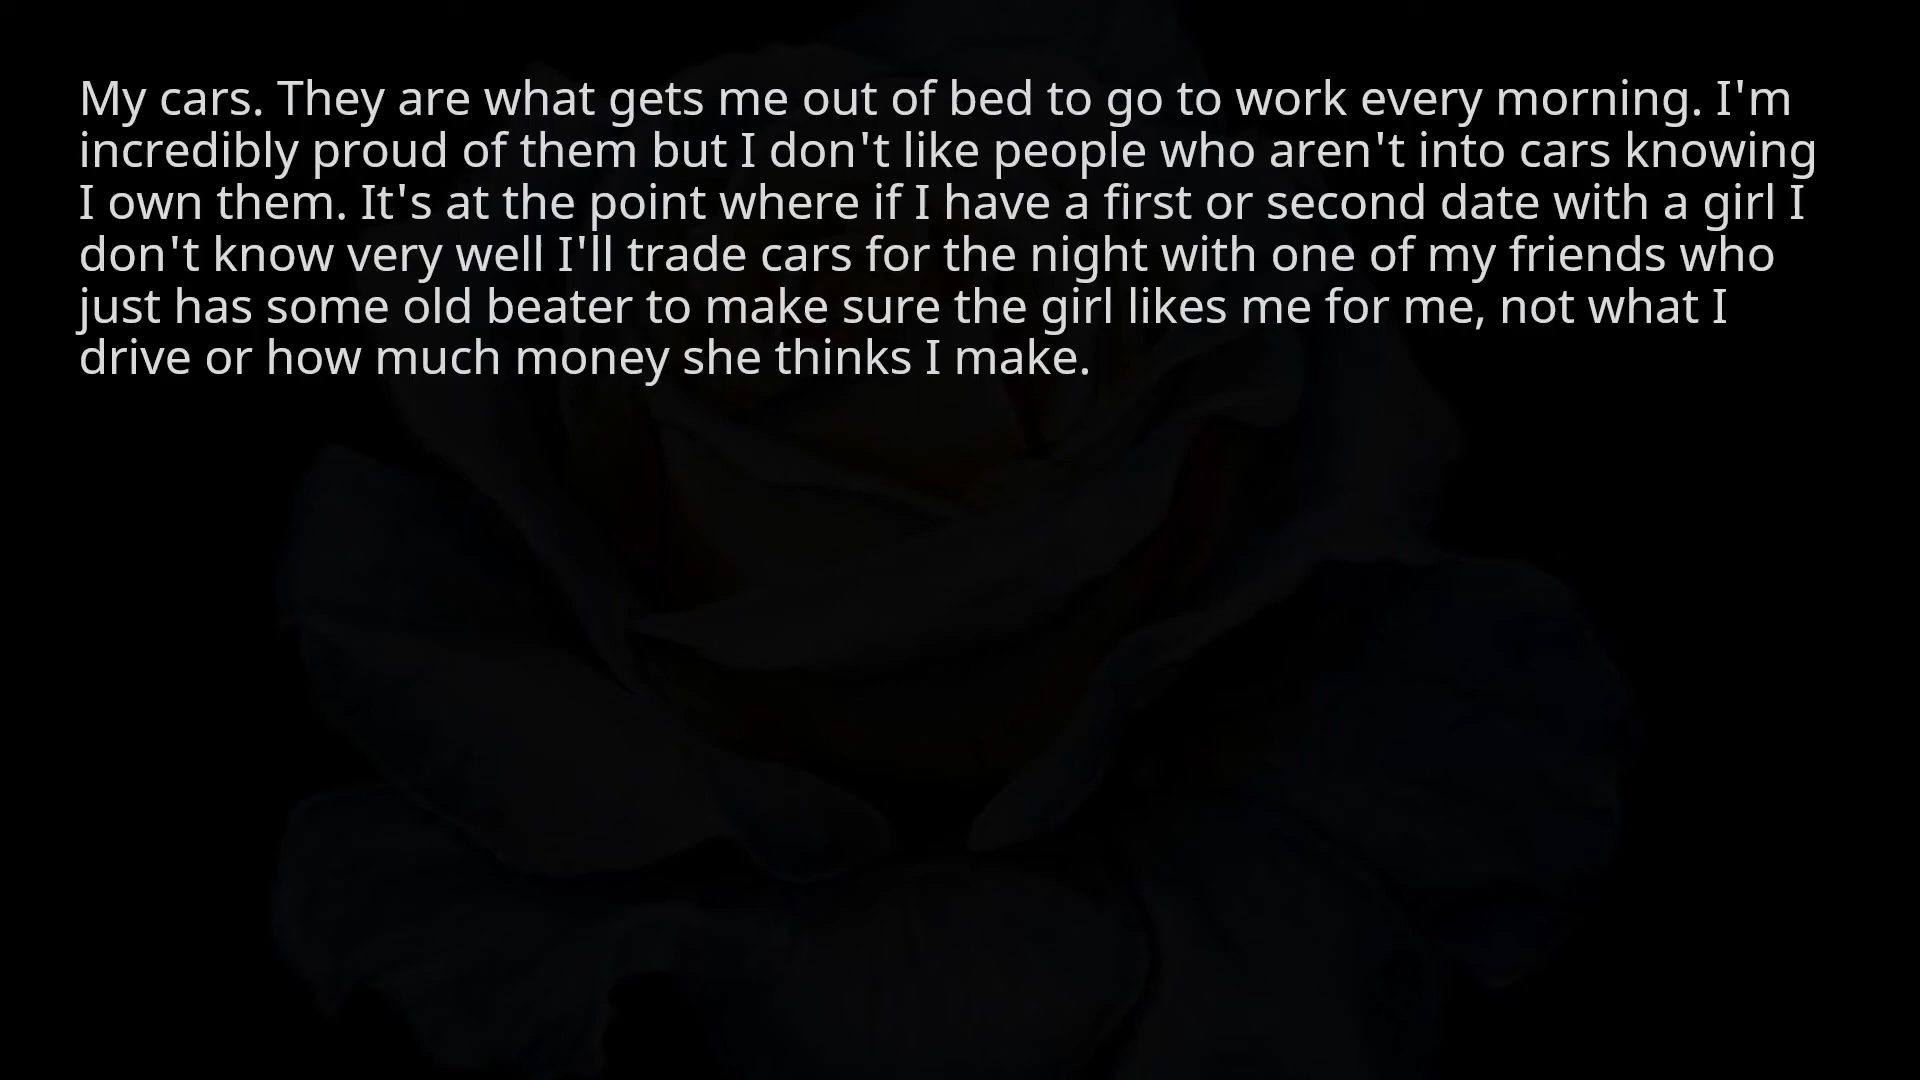 My cars. They are what gets me out of bed to go to work every morning. I'm
incredibly proud of them but I don't like people who aren't into cars knowing
I own them. It's at the point where if I have a first or second date with a girl I
don't know very well I'll trade cars for the night with one of my friends who
just has some old beater to make sure the girl likes me for me, not what I
drive or how much money she thinks I make.